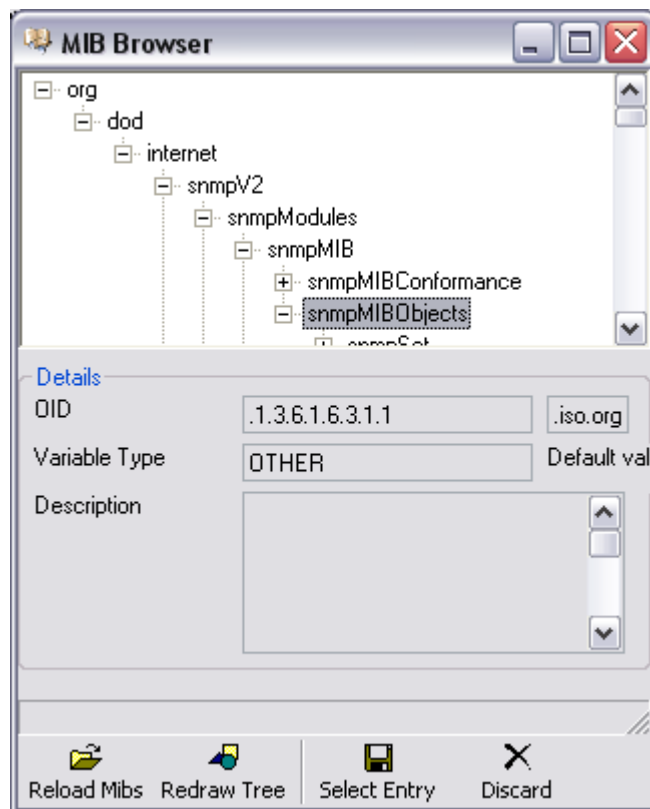 MIB Browser
org
dod
internet
snmpV2
snmpModules
snmpMIB
snmpMIBConformance
snmpMIBObjects
snmpSet
Details
OID .1.3.6.1.6.3.1.1 .iso.org
Variable Type OTHER Default val
Description
Reload Mibs Redraw Tree Select Entry Discard